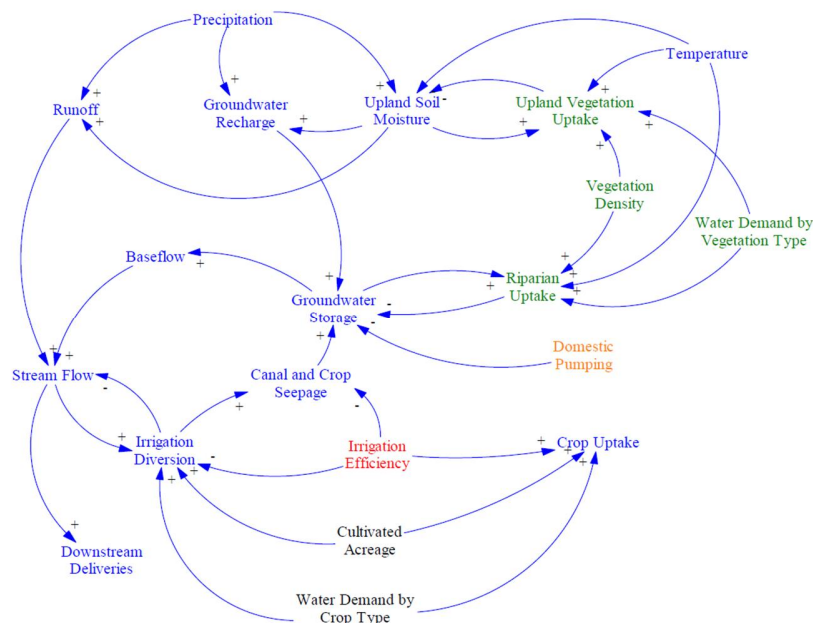 Precipitation
Temperature
Runoff
Groundwater
Recharge
Upland Soil
Moisture
Upland Vegetation
Uptake
Vegetation
Density
Water Demand by
Vegetation Type
Baseflow
Groundwater
Storage
Riparian
Uptake
Domestic
Pumping
Stream Flow
Canal and Crop
Seepage
Irrigation
Diversion
Irrigation
Efficiency
Crop Uptake
Cultivated
Acreage
Downstream
Deliveries
Water Demand by
Crop Type